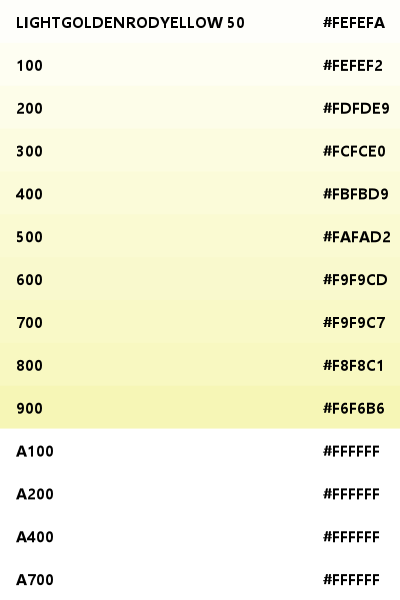 LIGHTGOLDENRODYELLOW 50 #FEFEFA
100 #FEFEF2
200 #FDFDE9
300 #FCFCE0
400 #FBFBD9
500 #FAFAD2
600 #F9F9CD
700 #F9F9C7
800 #F8F8C1
900 #F6F6B6
A100 #FFFFFF
A200 #FFFFFF
A400 #FFFFFF
A700 #FFFFFF